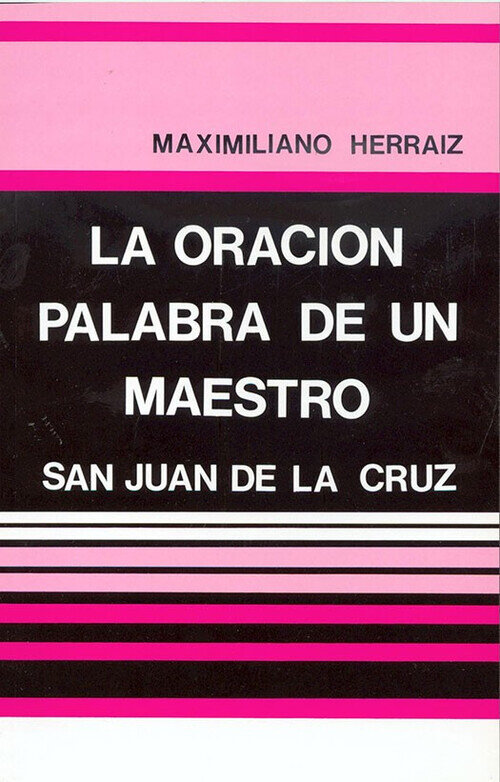 MAXIMILIANO HERRAIZ
LA ORACION
PALABRA DE UN
MAESTRO
SAN JUAN DE LA CRUZ